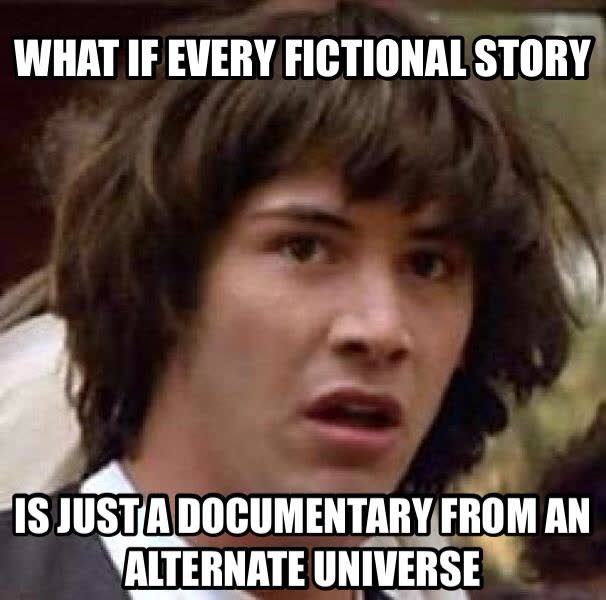 WHAT IF EVERY FICTIONAL STORY
IS JUST A DOCUMENTARY FROM AN
ALTERNATE UNIVERSE